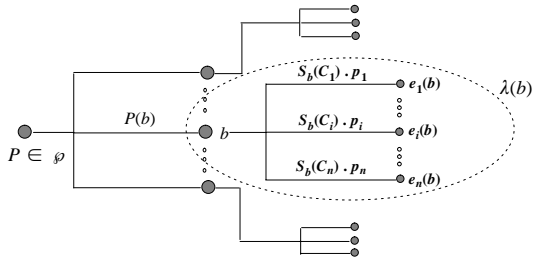 S_b(C_1) . p_1
e_1(b)
λ(b)
P(b)
b
S_b(C_i) . p_i
e_i(b)
P ∈ ℘
S_b(C_n) . p_n
e_n(b)